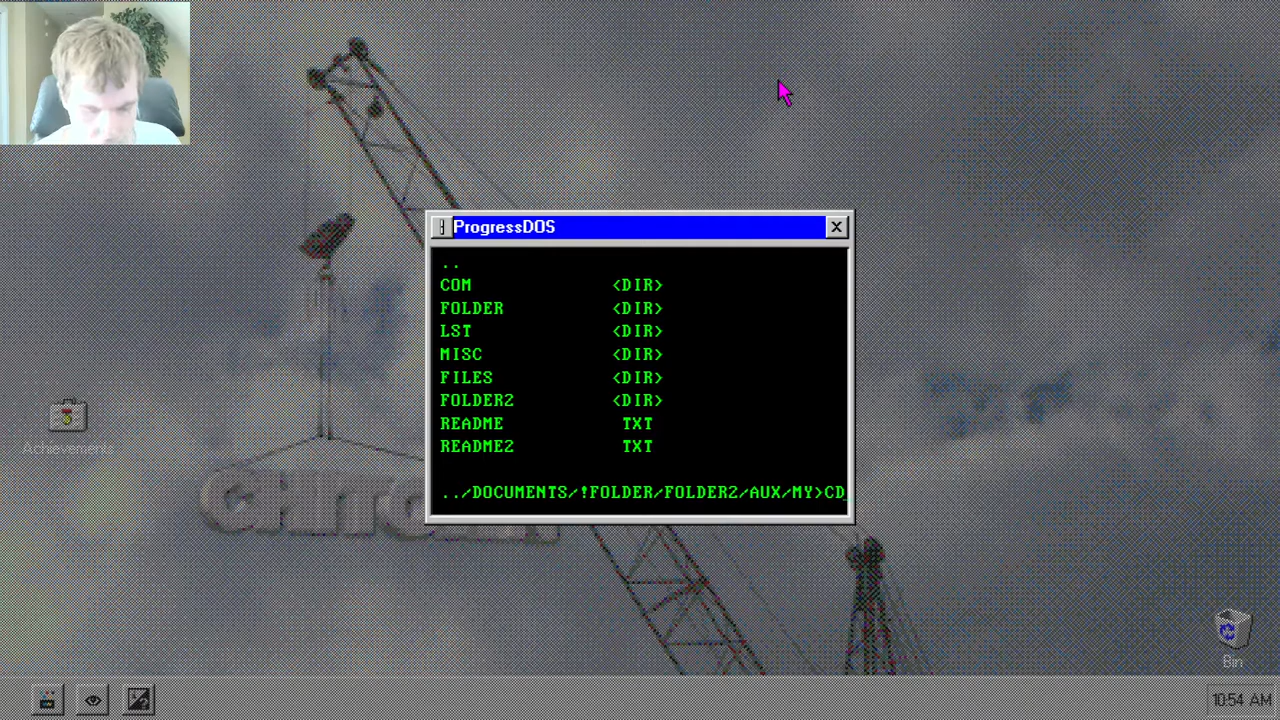 ProgressDOS
..
COM <DIR>
FOLDER <DIR>
LST <DIR>
MISC <DIR>
FILES <DIR>
FOLDER2 <DIR>
README TXT
README2 TXT
../DOCUMENTS/!FOLDER/FOLDER2/AUX/MY>CD_
Achievements
Bin
10:54 AM